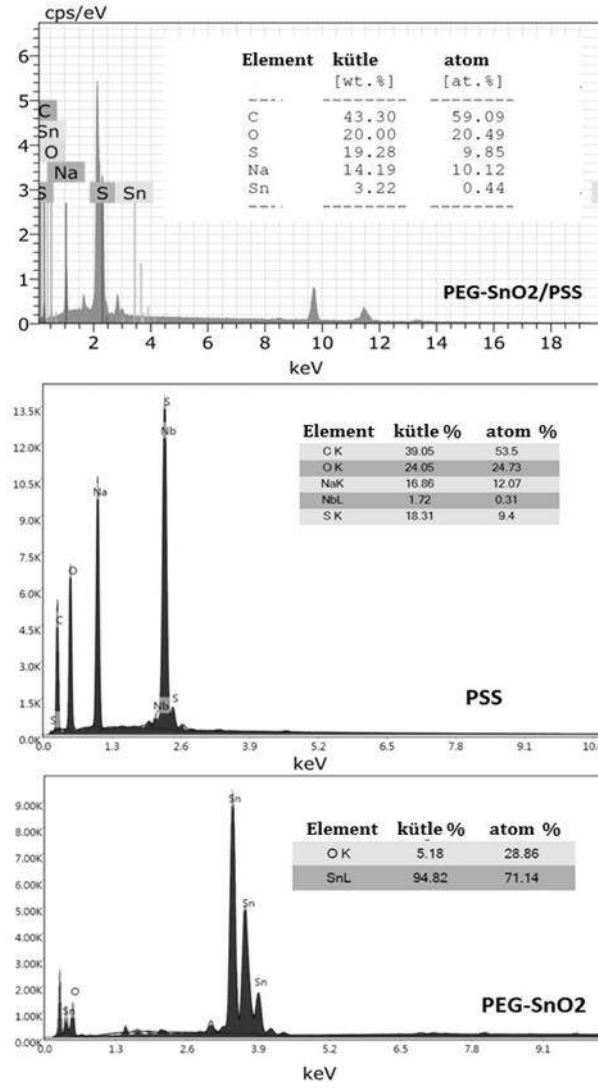 cps/eV
Element kütle atom
[wt.%] [at.%]
C 43.30 59.09
O 20.00 20.49
S 19.28 9.85
Na 14.19 10.12
Sn 3.22 0.44
6
5
4
3
2
1
0
C
Sn
O
Na
S S Sn
PEG-SnO2/PSS
2 4 6 8 10 12 14 16 18
keV
13.5K
12.0K
10.5K
9.0K
7.5K
6.0K
4.5K
3.0K
1.5K
0.0K
S
Nb
Na
O
C
S
Nb
S
Element kütle % atom %
C K 39.05 53.5
O K 24.05 24.73
NaK 16.86 12.07
NbL 1.72 0.31
S K 18.31 9.4
PSS
0.0 1.3 2.6 3.9 5.2 6.5 7.8 9.1 10.
keV
9.00K
8.00K
7.00K
6.00K
5.00K
4.00K
3.00K
2.00K
1.00K
0.00K
Sn
Sn
Sn
O
Sn
Element kütle % atom %
O K 5.18 28.86
SnL 94.82 71.14
PEG-SnO2
0.0 1.3 2.6 3.9 5.2 6.5 7.8 9.1
keV